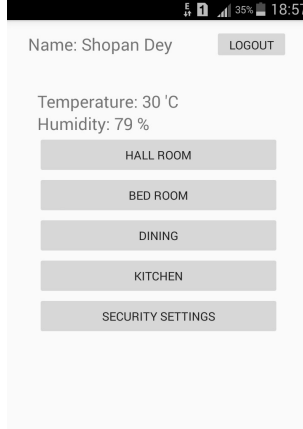 E 1 35% 18:57
Name: Shopan Dey LOGOUT
Temperature: 30 'C
Humidity: 79 %
HALL ROOM
BED ROOM
DINING
KITCHEN
SECURITY SETTINGS